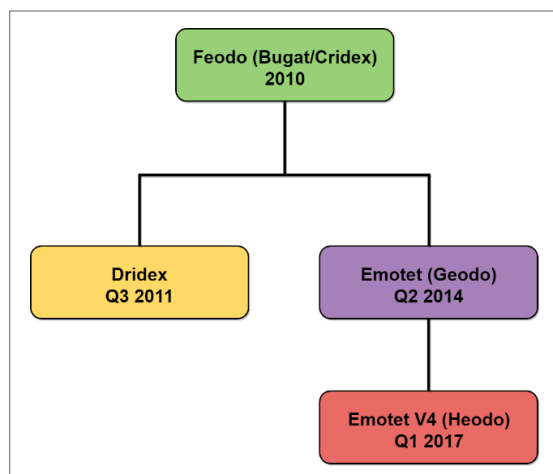 Feodo (Bugat/Cridex)
2010
Dridex
Q3 2011
Emotet (Geodo)
Q2 2014
Emotet V4 (Heodo)
Q1 2017